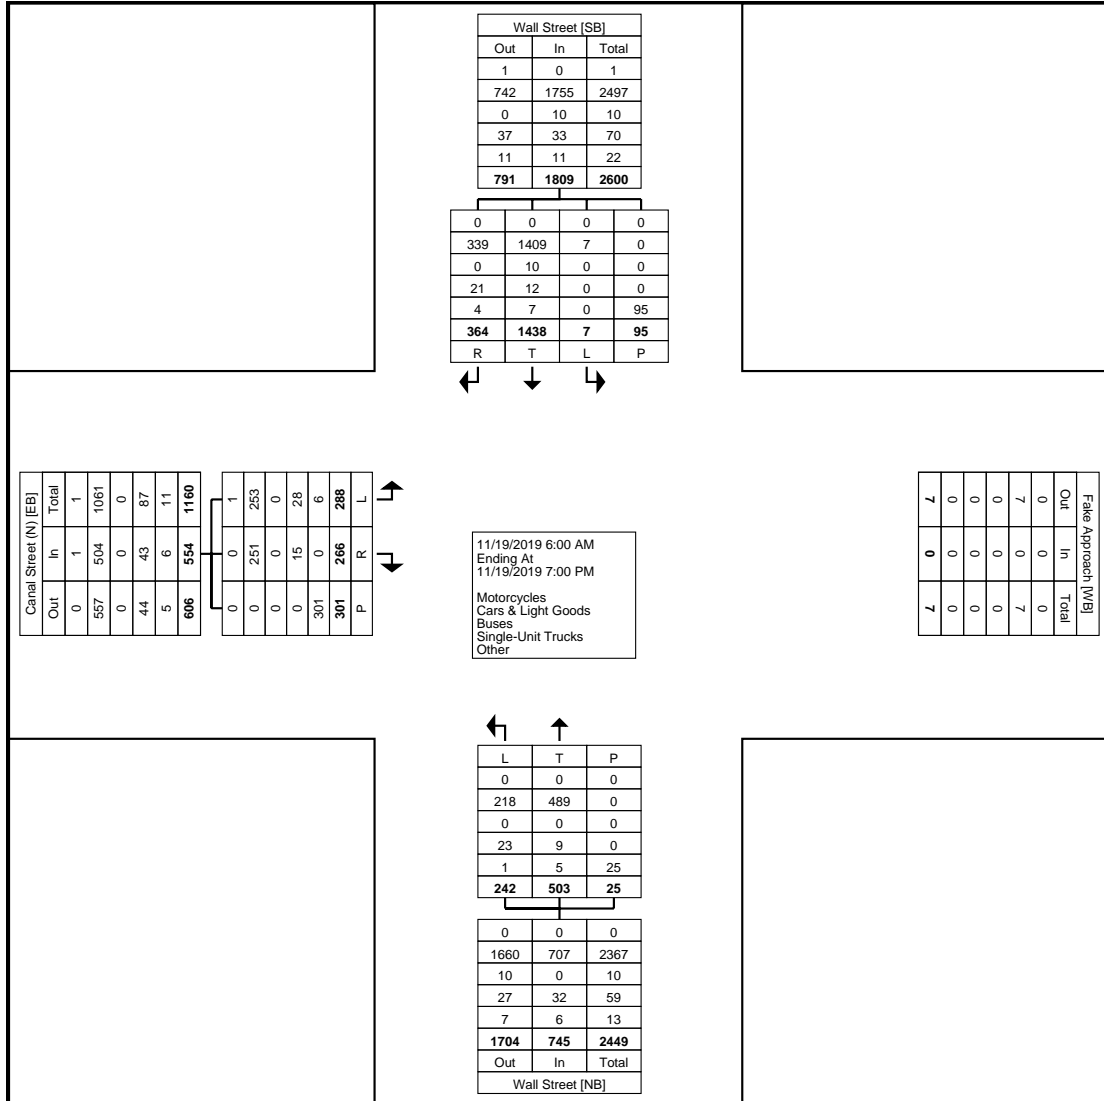 Wall Street [SB]
Out In Total
1 0 1
742 1755 2497
0 10 10
37 33 70
11 11 22
791 1809 2600
0 0 0 0
339 1409 7 0
0 10 0 0
21 12 0 0
4 7 0 95
364 1438 7 95
R T L P
Canal Street (N) [EB]
Total In Out
1 1 0
1061 504 557
0 0 0
87 43 44
11 6 5
1160 554 606
1 0 0
253 251 0
0 0 0
28 15 0
6 0 301
288 266 301
L R P
11/19/2019 6:00 AM
Ending At
11/19/2019 7:00 PM
Motorcycles
Cars & Light Goods
Buses
Single-Unit Trucks
Other
Fake Approach [WB]
Out In Total
0 0 0
7 0 7
0 0 0
0 0 0
0 0 0
7 0 7
L T P
0 0 0
218 489 0
0 0 0
23 9 0
1 5 25
242 503 25
0 0 0
1660 707 2367
10 0 10
27 32 59
7 6 13
1704 745 2449
Out In Total
Wall Street [NB]